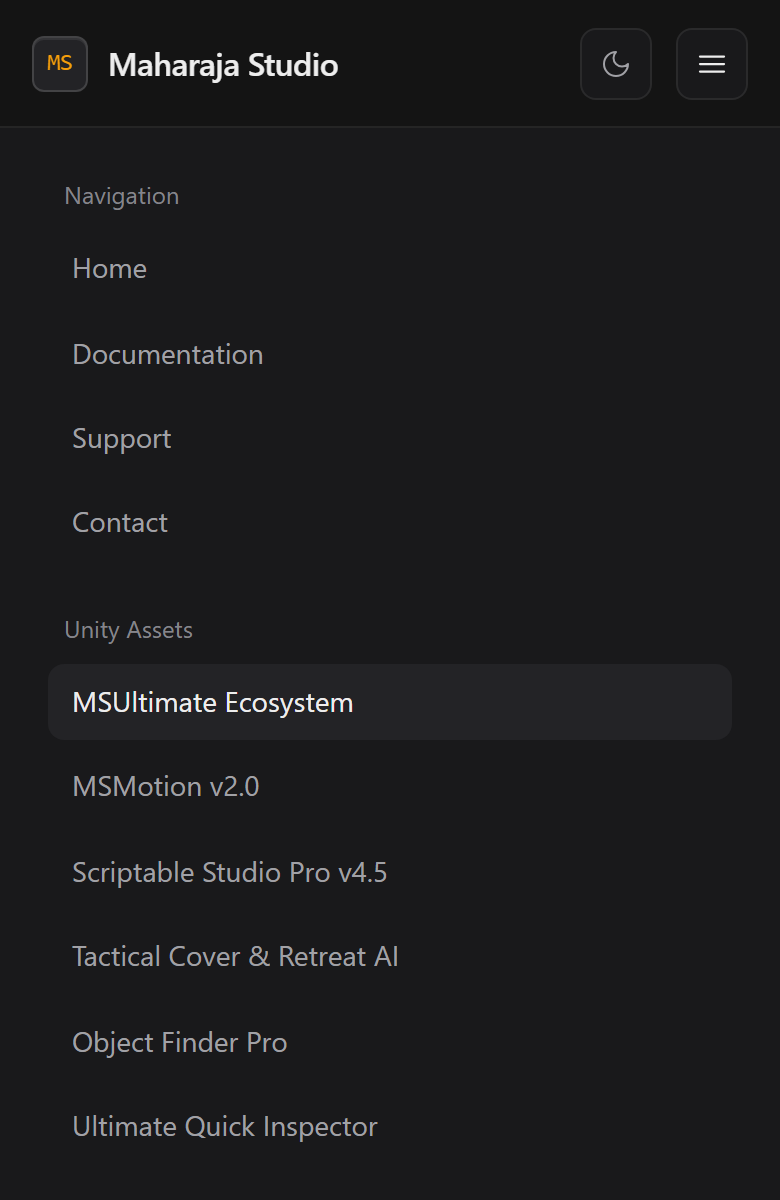 MS
Maharaja Studio
Navigation
Home
Documentation
Support
Contact
Unity Assets
MSUltimate Ecosystem
MSMotion v2.0
Scriptable Studio Pro v4.5
Tactical Cover & Retreat AI
Object Finder Pro
Ultimate Quick Inspector